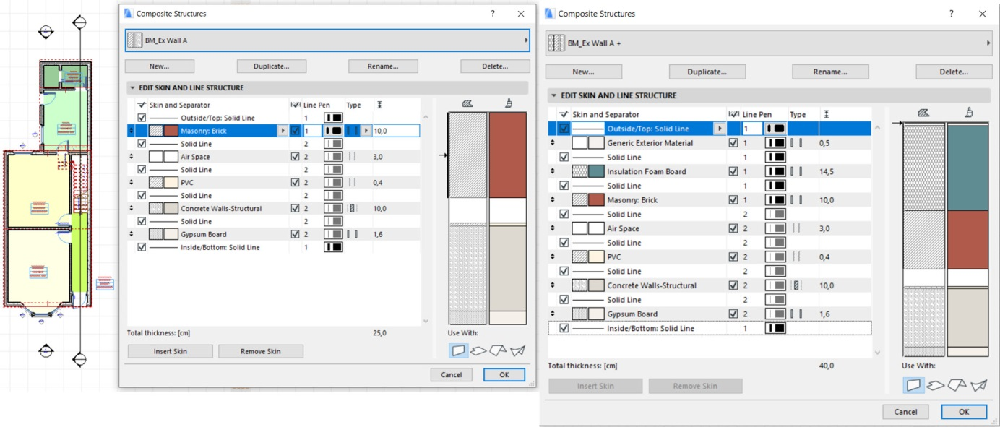 Composite Structures
?
BM_Ex Wall A
New...
Duplicate...
Rename...
Delete...
EDIT SKIN AND LINE STRUCTURE
Skin and Separator Line Pen Type
Outside/Top: Solid Line 1
Masonry: Brick 1 10,0
Solid Line 2
Air Space 2 3,0
Solid Line 2
PVC 2 0,4
Solid Line 2
Concrete Walls-Structural 2 10,0
Solid Line 2
Gypsum Board 2 1,6
Inside/Bottom: Solid Line 1
Total thickness: [cm] 25,0
Use With:
Insert Skin
Remove Skin
Cancel
OK
Composite Structures
?
BM_Ex Wall A +
New...
Duplicate...
Rename...
Delete...
EDIT SKIN AND LINE STRUCTURE
Skin and Separator Line Pen Type
Outside/Top: Solid Line 1
Generic Exterior Material 1 0,5
Solid Line 1
Insulation Foam Board 1 14,5
Solid Line 1
Masonry: Brick 1 10,0
Solid Line 2
Air Space 2 3,0
Solid Line 2
PVC 2 0,4
Solid Line 2
Concrete Walls-Structural 2 10,0
Solid Line 2
Gypsum Board 2 1,6
Inside/Bottom: Solid Line 1
Total thickness: [cm] 40,0
Use With:
Insert Skin
Remove Skin
Cancel
OK